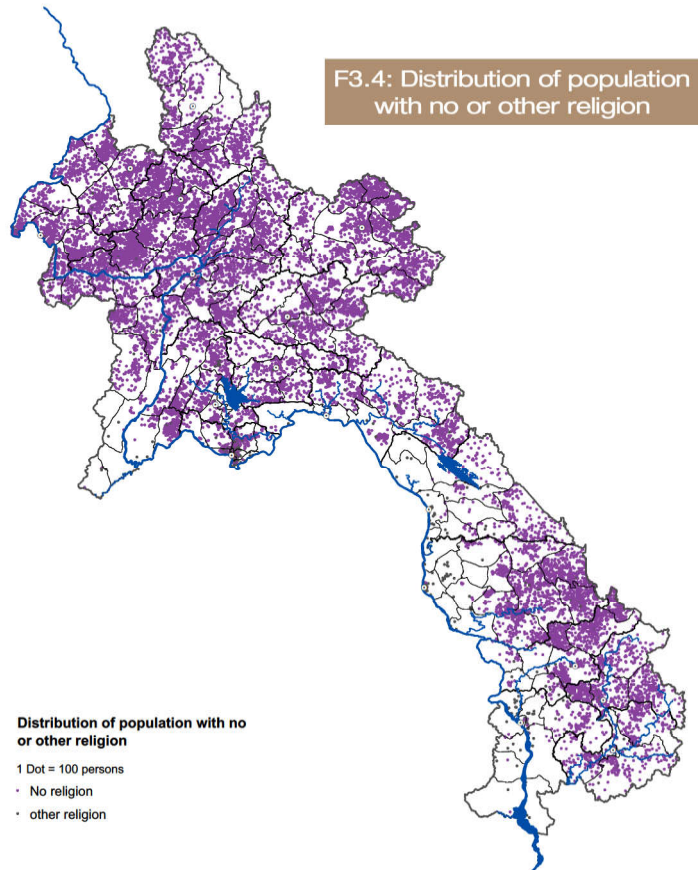 F3.4: Distribution of population
with no or other religion
Distribution of population with no
or other religion
1 Dot = 100 persons
No religion
other religion